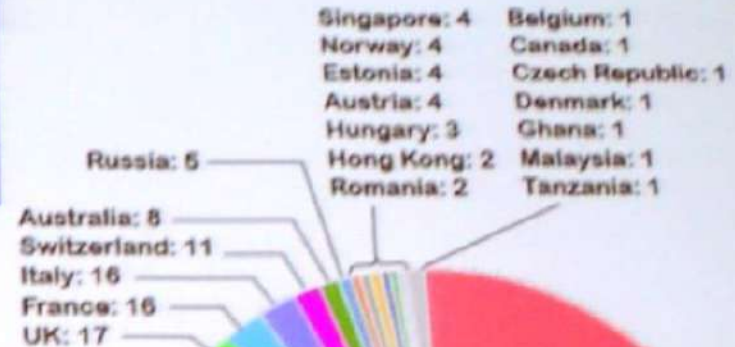 Singapore: 4
Norway: 4
Estonia: 4
Austria: 4
Hungary: 3
Hong Kong: 2
Romania: 2
Belgium: 1
Canada: 1
Czech Republic: 1
Denmark: 1
Ghana: 1
Malaysia: 1
Tanzania: 1
Russia: 5
Australia: 8
Switzerland: 11
Italy: 16
France: 16
UK: 17